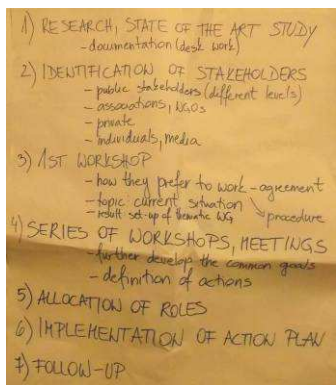 1) RESEARCH, STATE OF THE ART STUDY
- documentation (desk work)
2) IDENTIFICATION OF STAKEHOLDERS
- public stakeholders (different levels)
- associations, NGOs
- private
- individuals, media
3) 1ST WORKSHOP
- how they prefer to work - agreement
- topic: current situation
procedure
- result set-up of thematic WG
4) SERIES OF WORKSHOPS, MEETINGS
- further develop the common goals
- definition of actions
5) ALLOCATION OF ROLES
6) IMPLEMENTATION OF ACTION PLAN
7) FOLLOW-UP